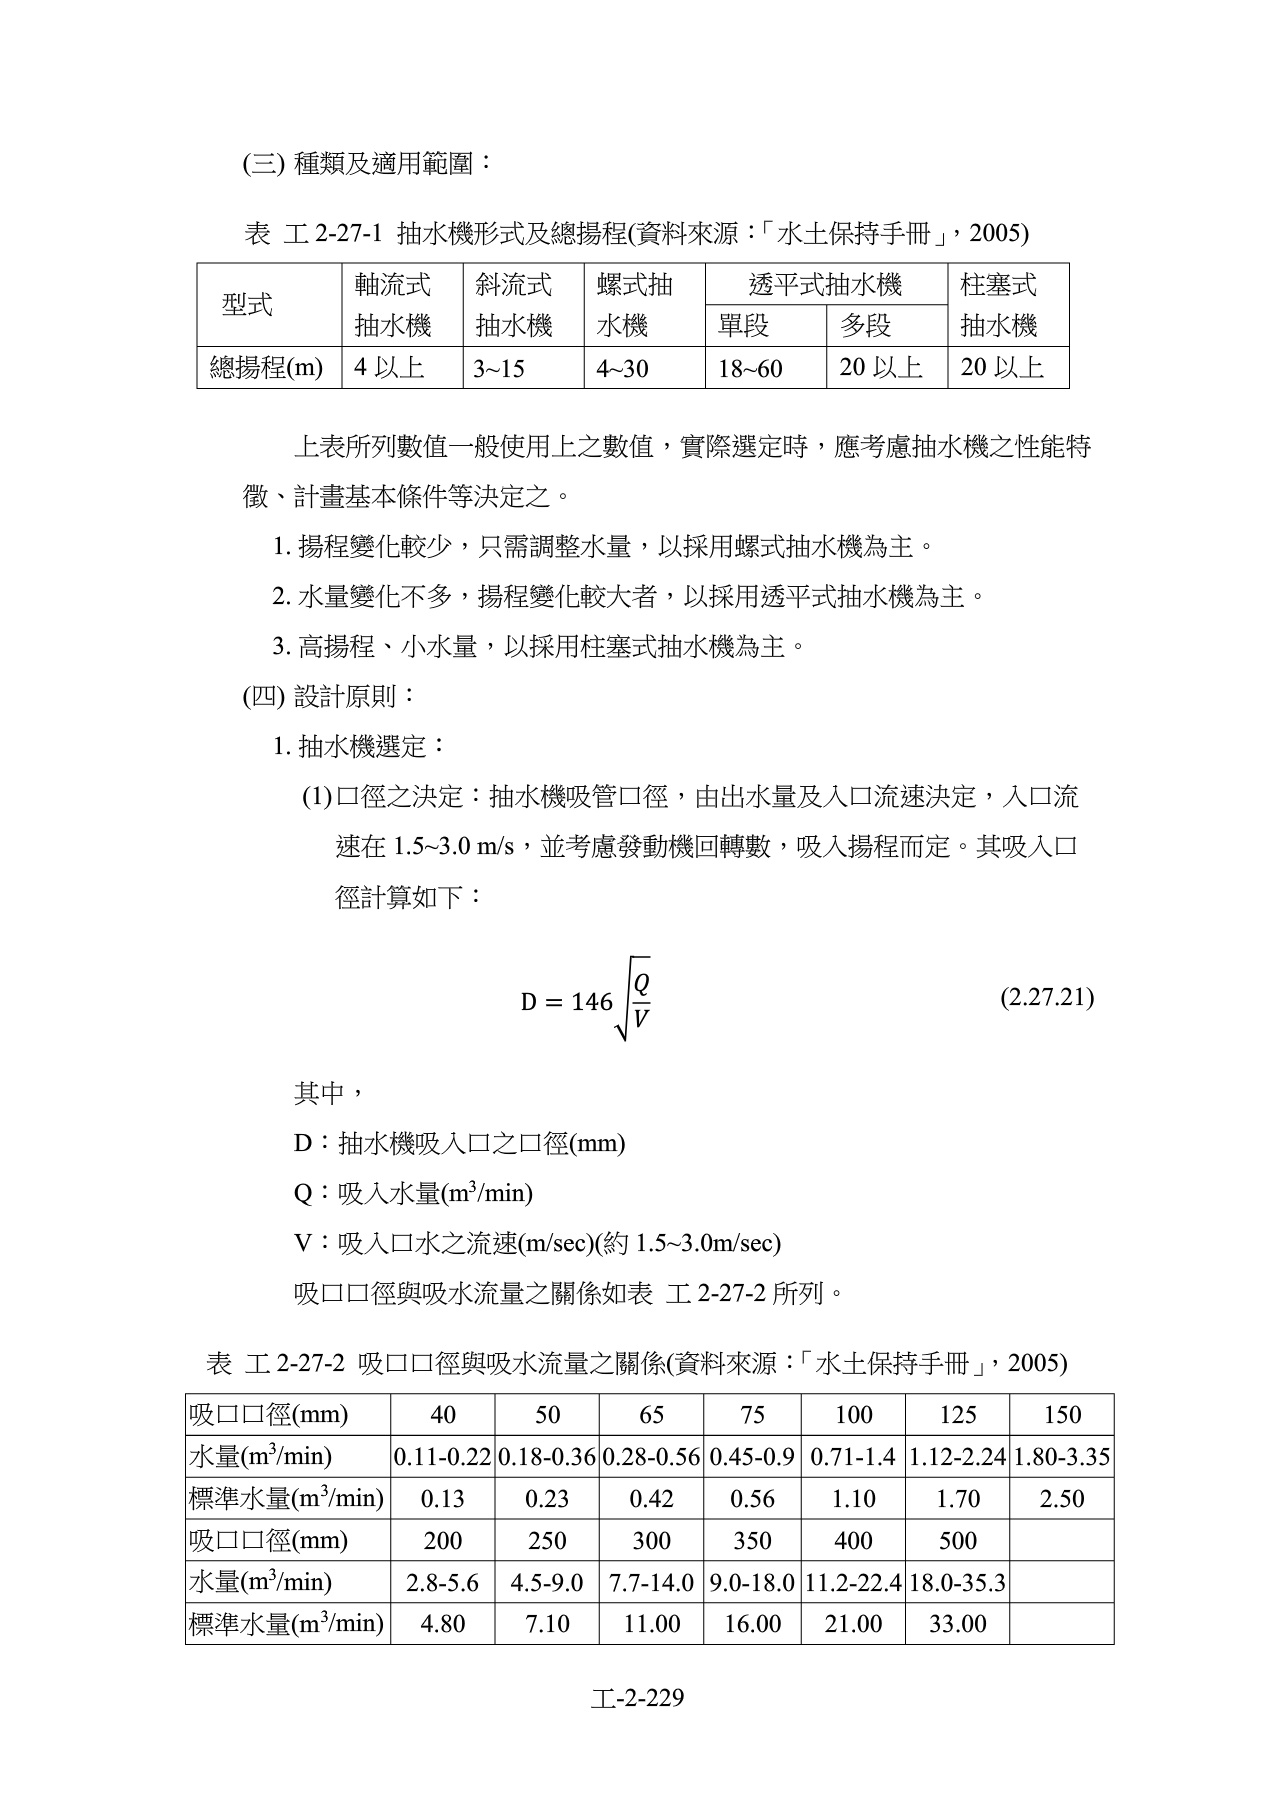 (三) 種類及適用範圍：
表 工 2-27-1 抽水機形式及總揚程(資料來源：「水土保持手冊」，2005)
型式 軸流式抽水機 斜流式抽水機 螺式抽水機 透平式抽水機 單段 多段 柱塞式抽水機
總揚程(m) 4 以上 3~15 4~30 18~60 20 以上 20 以上
上表所列數值一般使用上之數值，實際選定時，應考慮抽水機之性能特
徵、計畫基本條件等決定之。
1. 揚程變化較少，只需調整水量，以採用螺式抽水機為主。
2. 水量變化不多，揚程變化較大者，以採用透平式抽水機為主。
3. 高揚程、小水量，以採用柱塞式抽水機為主。
(四) 設計原則：
1. 抽水機選定：
(1)口徑之決定：抽水機吸管口徑，由出水量及入口流速決定，入口流
速在 1.5~3.0 m/s，並考慮發動機回轉數，吸入揚程而定。其吸入口
徑計算如下：
D = 146√(Q/V) (2.27.21)
其中，
D：抽水機吸入口之口徑(mm)
Q：吸入水量(m³/min)
V：吸入口水之流速(m/sec)(約 1.5~3.0m/sec)
吸口口徑與吸水流量之關係如表 工 2-27-2 所列。
表 工 2-27-2 吸口口徑與吸水流量之關係(資料來源：「水土保持手冊」，2005)
吸口口徑(mm) 40 50 65 75 100 125 150
水量(m³/min) 0.11-0.22 0.18-0.36 0.28-0.56 0.45-0.9 0.71-1.4 1.12-2.24 1.80-3.35
標準水量(m³/min) 0.13 0.23 0.42 0.56 1.10 1.70 2.50
吸口口徑(mm) 200 250 300 350 400 500
水量(m³/min) 2.8-5.6 4.5-9.0 7.7-14.0 9.0-18.0 11.2-22.4 18.0-35.3
標準水量(m³/min) 4.80 7.10 11.00 16.00 21.00 33.00
工-2-229